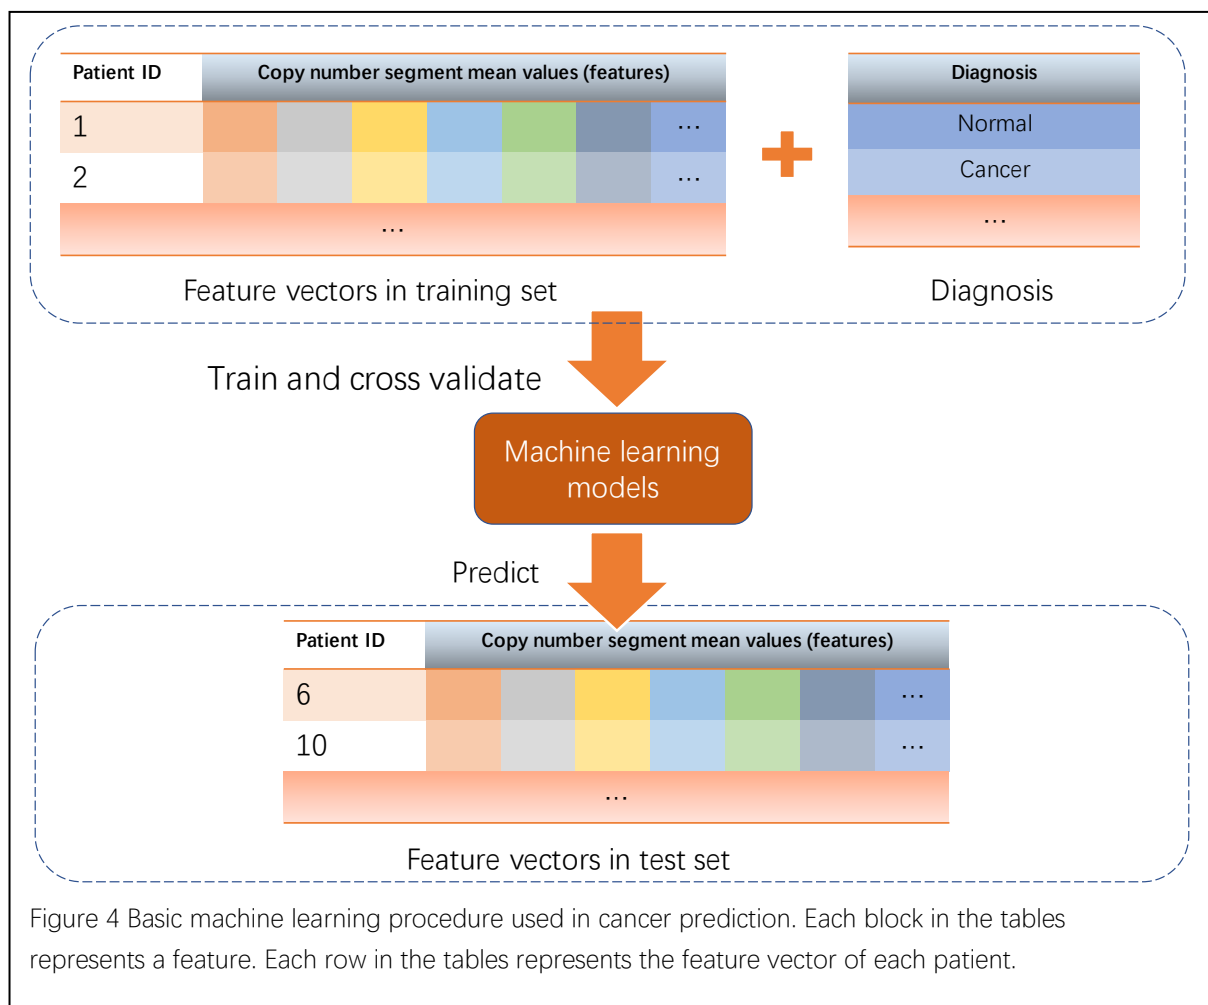 Patient ID Copy number segment mean values (features) Diagnosis
1 ... Normal
2 ... Cancer
... ...
Feature vectors in training set Diagnosis
Train and cross validate
Machine learning
models
Predict
Patient ID Copy number segment mean values (features)
6 ...
10 ...
...
Feature vectors in test set
Figure 4 Basic machine learning procedure used in cancer prediction. Each block in the tables
represents a feature. Each row in the tables represents the feature vector of each patient.